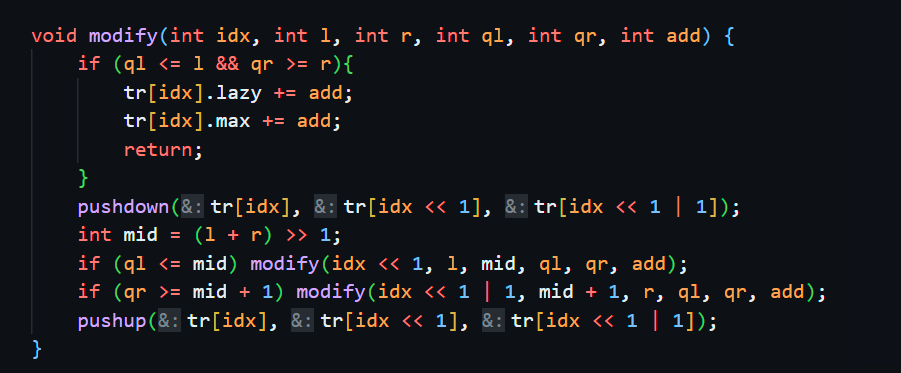 void modify(int idx, int l, int r, int ql, int qr, int add) {
    if (ql <= l && qr >= r){
        tr[idx].lazy += add;
        tr[idx].max += add;
        return;
    }
    pushdown(&:tr[idx], &:tr[idx << 1], &:tr[idx << 1 | 1]);
    int mid = (l + r) >> 1;
    if (ql <= mid) modify(idx << 1, l, mid, ql, qr, add);
    if (qr >= mid + 1) modify(idx << 1 | 1, mid + 1, r, ql, qr, add);
    pushup(&:tr[idx], &:tr[idx << 1], &:tr[idx << 1 | 1]);
}